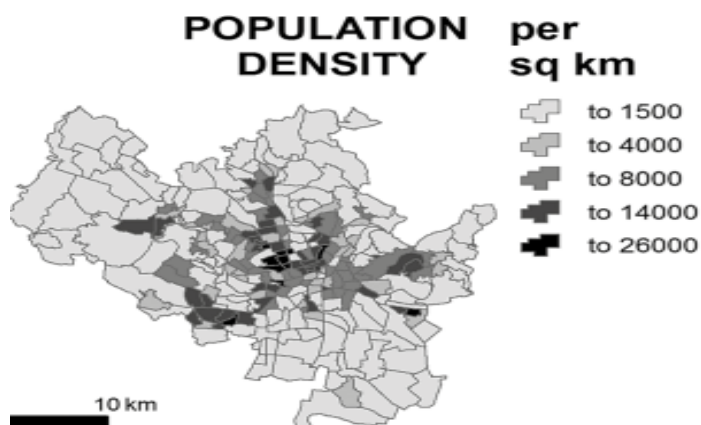 POPULATION per
DENSITY sq km
to 1500
to 4000
to 8000
to 14000
to 26000
10 km